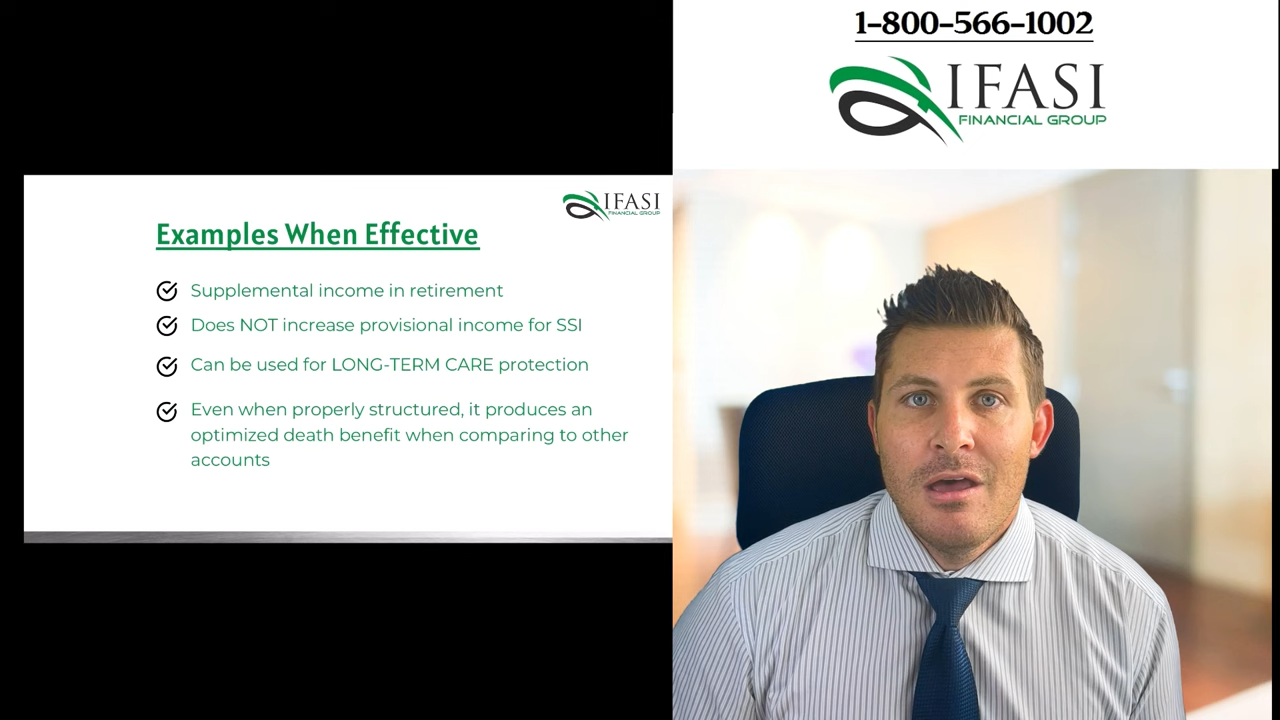 1-800-566-1002
IFASI
FINANCIAL GROUP
IFASI
FINANCIAL GROUP
Examples When Effective
Supplemental income in retirement
Does NOT increase provisional income for SSI
Can be used for LONG-TERM CARE protection
Even when properly structured, it produces an
optimized death benefit when comparing to other
accounts